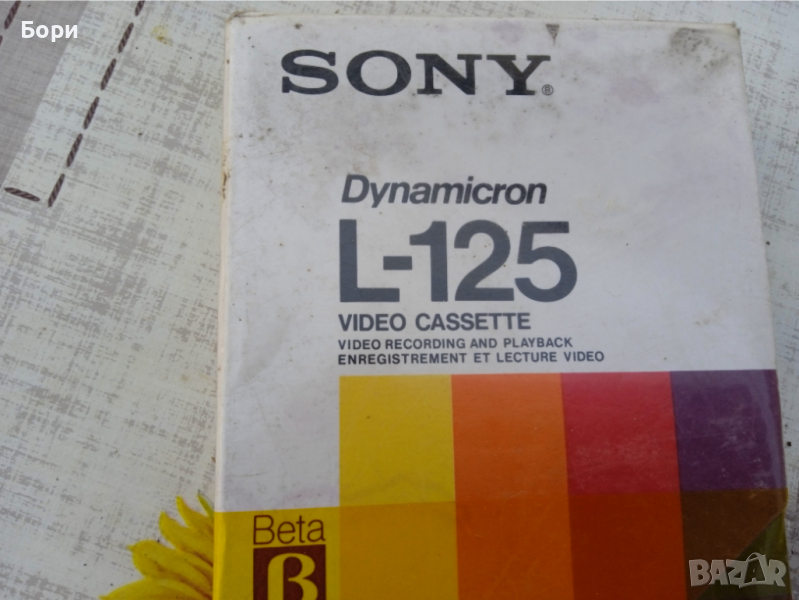 Бори
SONY®
Dynamicron
L-125
VIDEO CASSETTE
VIDEO RECORDING AND PLAYBACK
ENREGISTREMENT ET LECTURE VIDEO
Beta
β
BAZAR